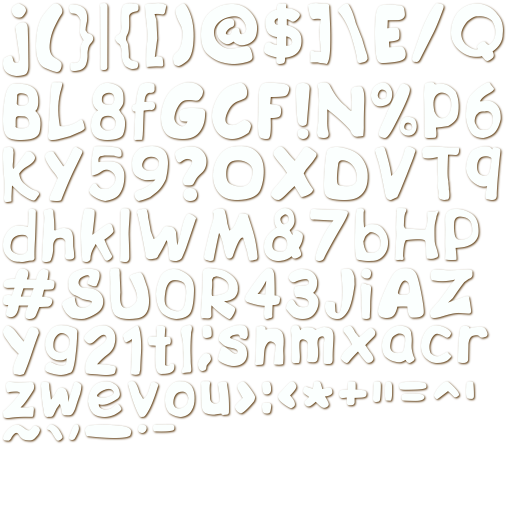 j(}|{[)@$]\E/Q
BL8fGCF!N%P6
KY59?OXDVTq
dhklWM&7bHp
#SUOR43JiAZ
yg21tl;snmxacr
zwevou>:<*+"=^'
~`,_.-